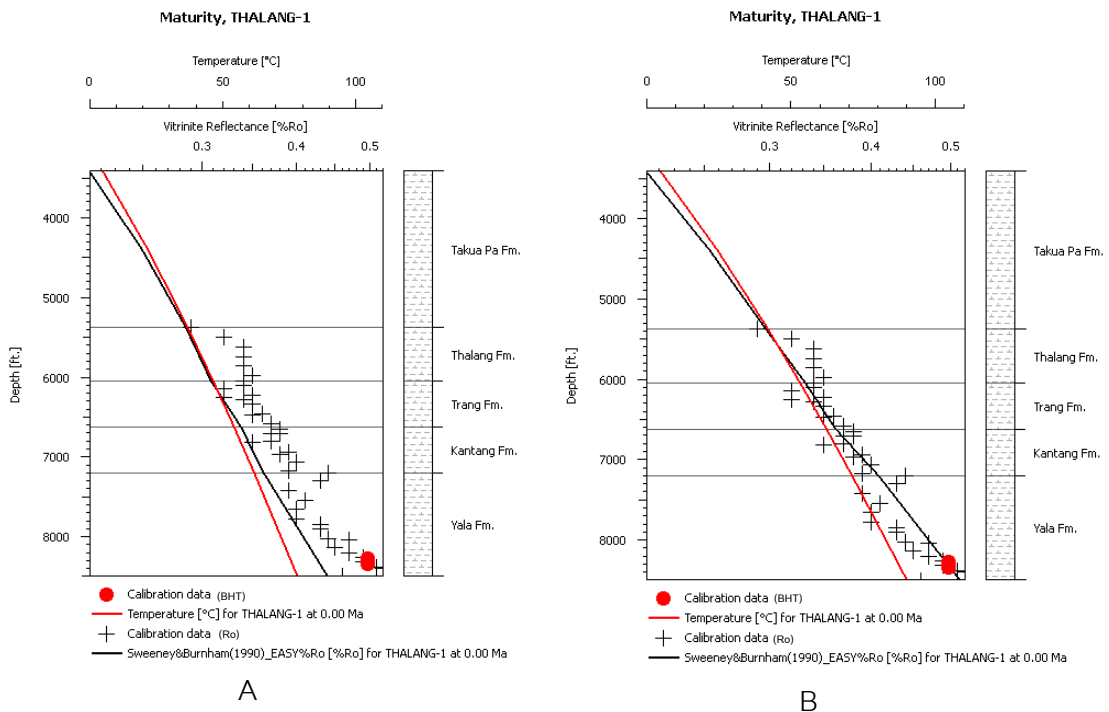 Maturity, THALANG-1
Temperature [°C]
0 50 100
Vitrinite Reflectance [%Ro]
0.3 0.4 0.5
Depth [ft.]
4000
5000
6000
7000
8000
Takua Pa Fm.
Thalang Fm.
Trang Fm.
Kantang Fm.
Yala Fm.
Calibration data (BHT)
Temperature [°C] for THALANG-1 at 0.00 Ma
Calibration data (Ro)
Sweeney&Burnham(1990)_EASY%Ro [%Ro] for THALANG-1 at 0.00 Ma
A
Maturity, THALANG-1
Temperature [°C]
0 50 100
Vitrinite Reflectance [%Ro]
0.3 0.4 0.5
Depth [ft.]
4000
5000
6000
7000
8000
Takua Pa Fm.
Thalang Fm.
Trang Fm.
Kantang Fm.
Yala Fm.
Calibration data (BHT)
Temperature [°C] for THALANG-1 at 0.00 Ma
Calibration data (Ro)
Sweeney&Burnham(1990)_EASY%Ro [%Ro] for THALANG-1 at 0.00 Ma
B